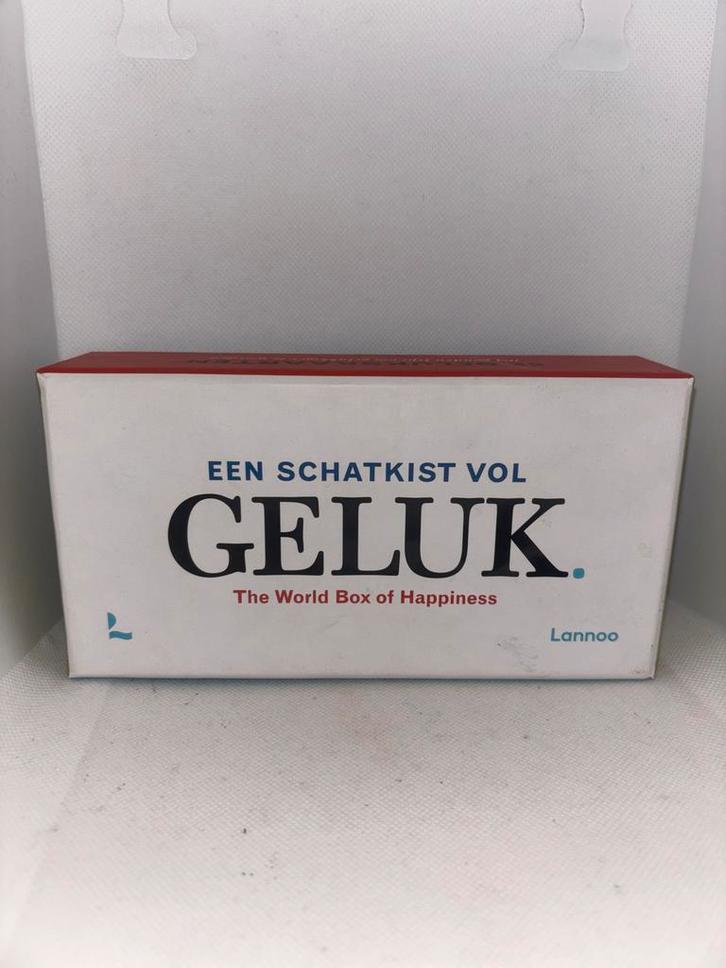 EEN SCHATKIST VOL
GELUK.
The World Box of Happiness
Lannoo